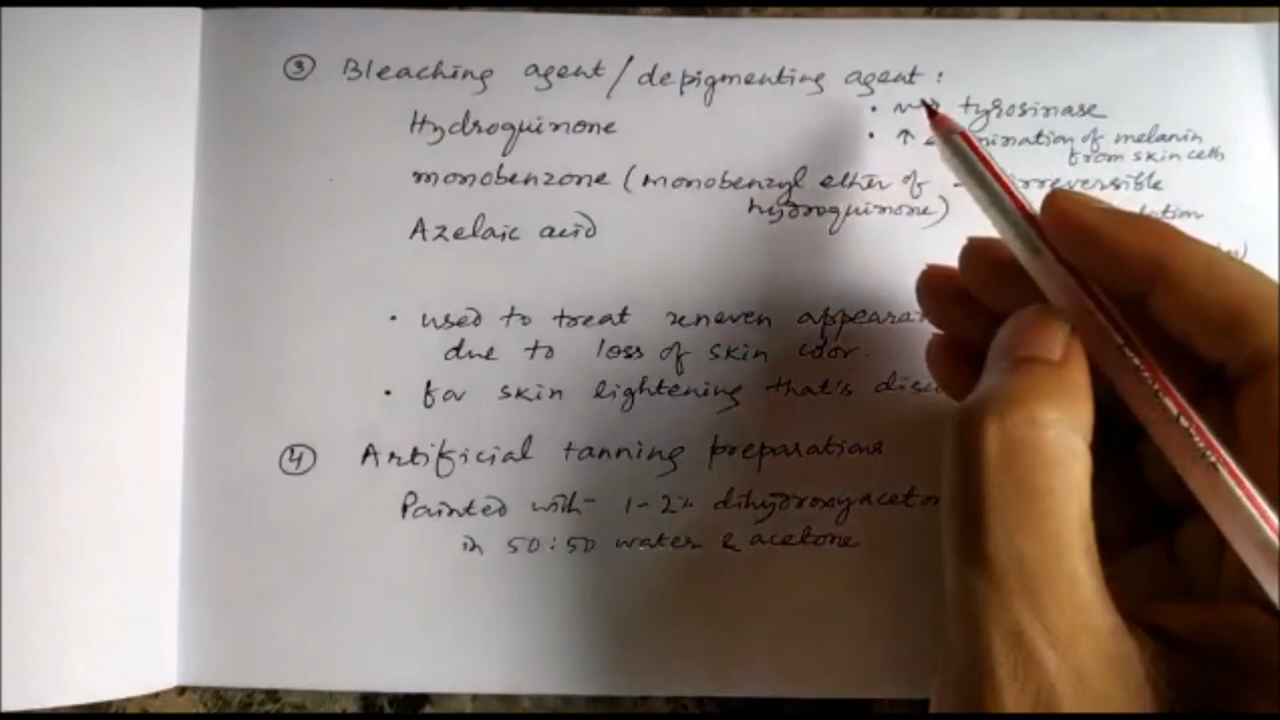 ③ Bleaching agent / depigmenting agent :
• tyrosinase
Hydroquinone
• ↑ of melanin
from skin cells
monobenzone (monobenzyl ether of
hydroquinone)
- irreversible
Azelaic acid
• used to treat uneven
due to loss of skin color.
• for skin lightening that's
④ Artificial tanning preparations
Painted with 1-2%
in 50:50 water & acetone